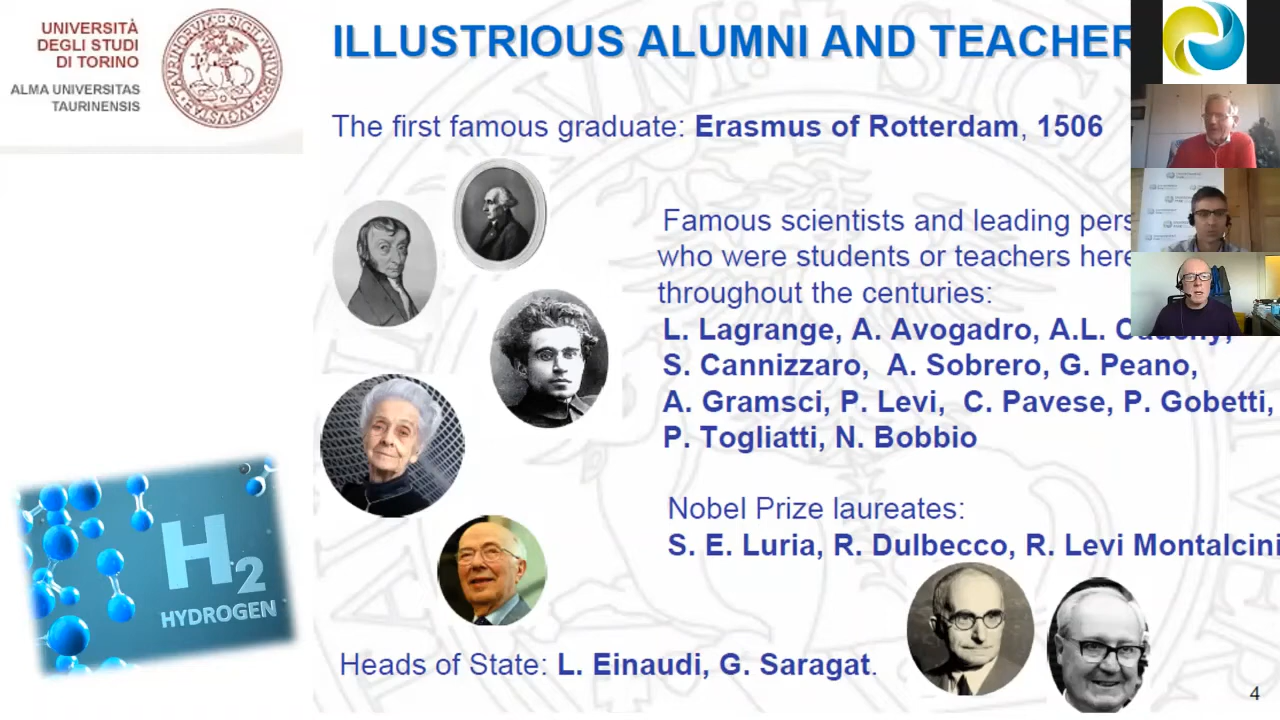 UNIVERSITÀ
DEGLI STUDI
DI TORINO
ALMA UNIVERSITAS
TAURINENSIS
ILLUSTRIOUS ALUMNI AND TEACHER
The first famous graduate: Erasmus of Rotterdam, 1506
Famous scientists and leading pers
who were students or teachers here
throughout the centuries:
L. Lagrange, A. Avogadro, A.L. Cauchy,
S. Cannizzaro, A. Sobrero, G. Peano,
A. Gramsci, P. Levi, C. Pavese, P. Gobetti,
P. Togliatti, N. Bobbio
Nobel Prize laureates:
S. E. Luria, R. Dulbecco, R. Levi Montalcini
H2
HYDROGEN
Heads of State: L. Einaudi, G. Saragat.
4